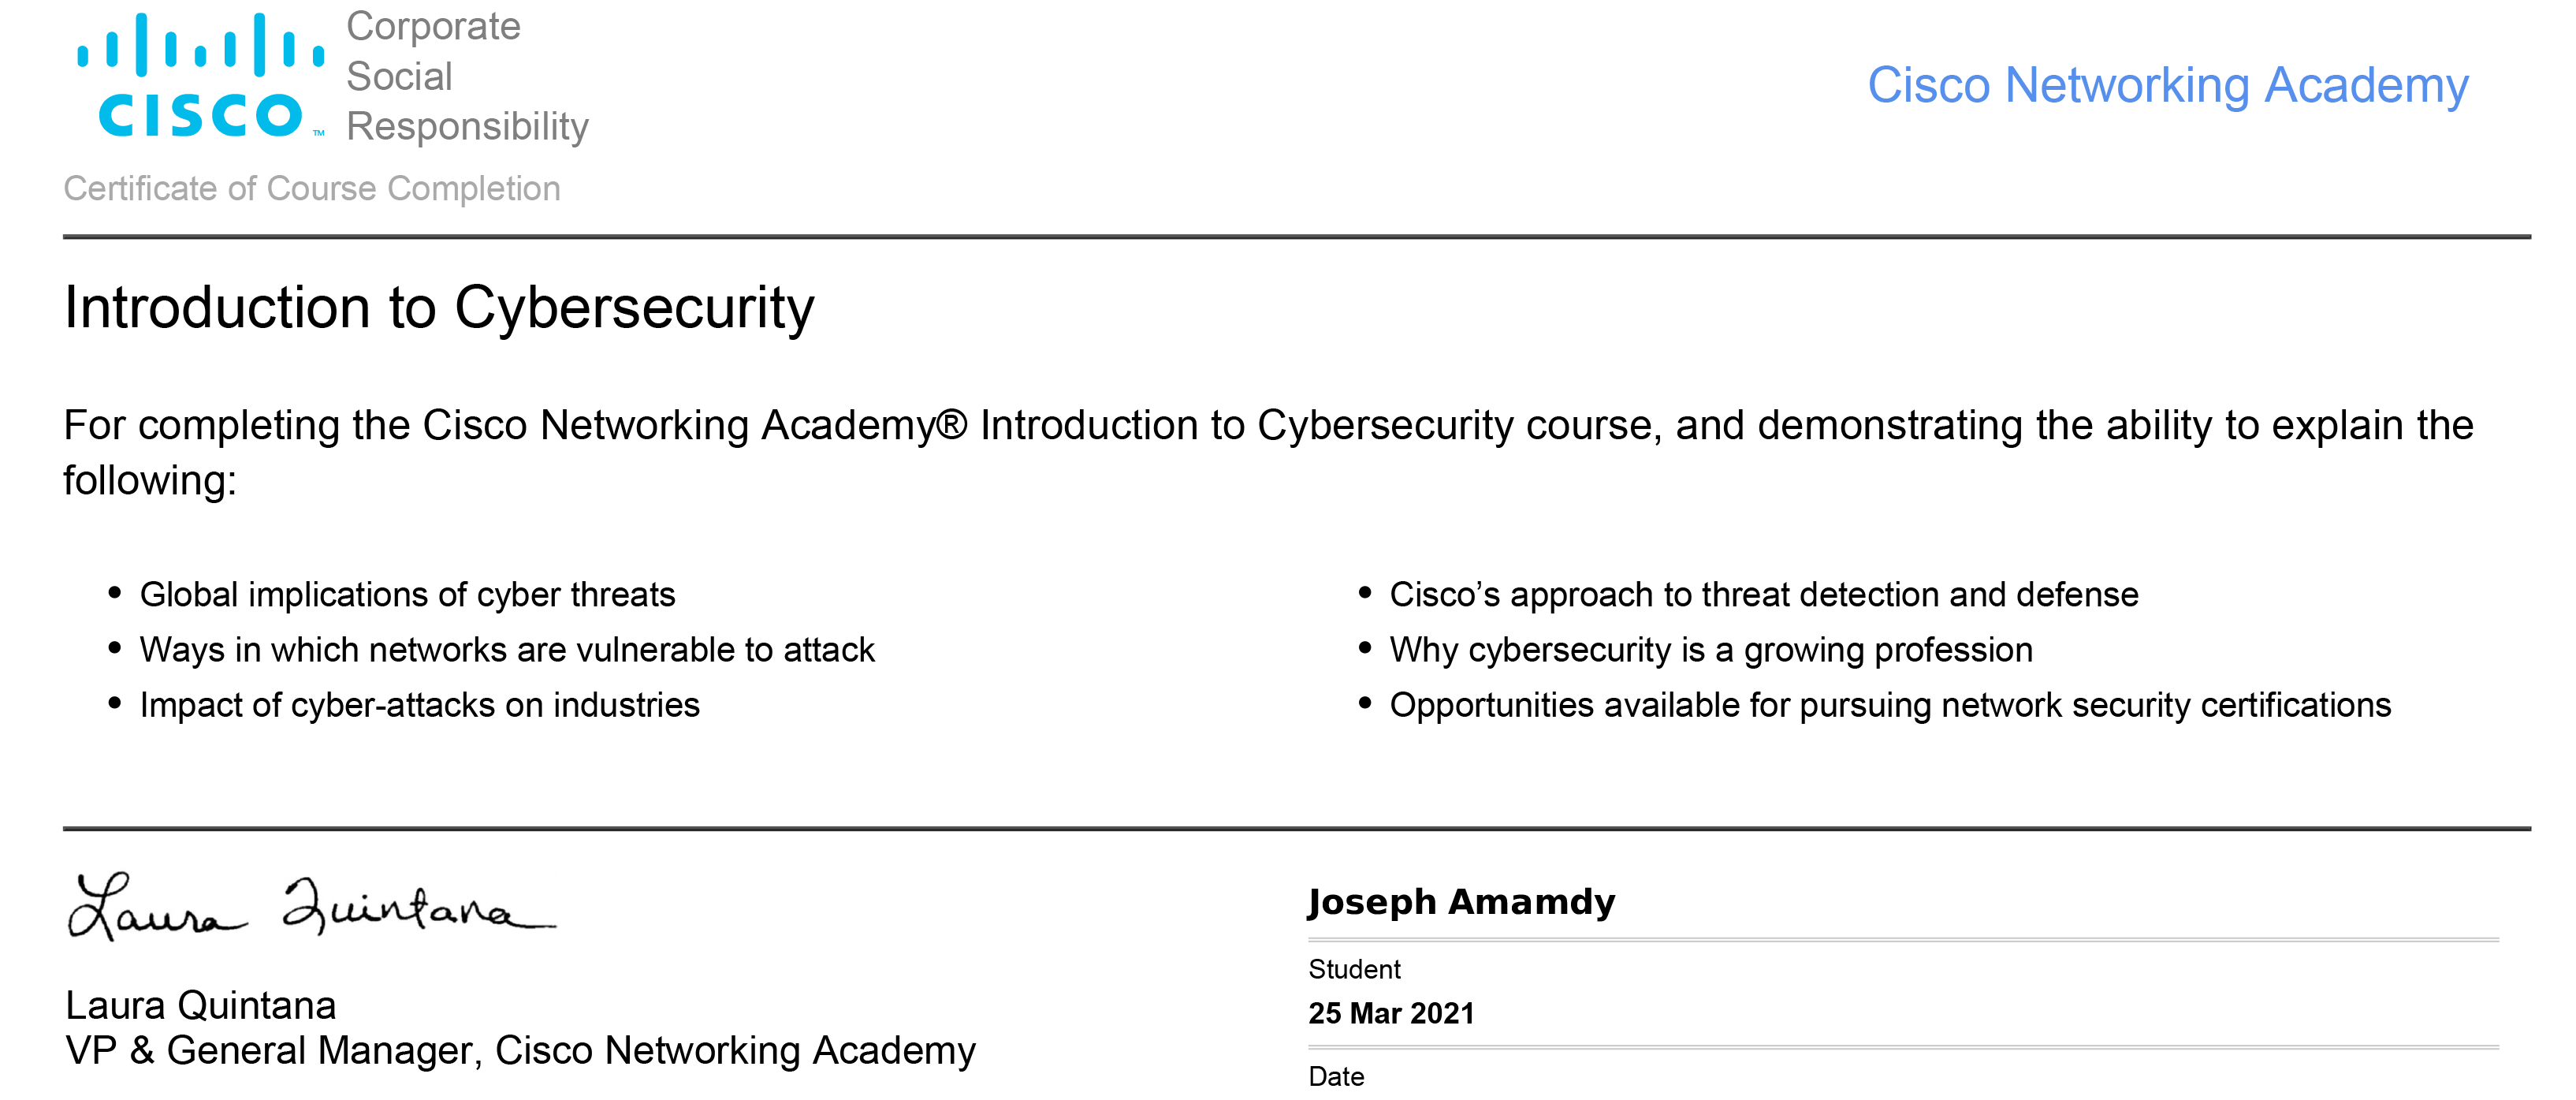 CISCO™
Corporate
Social
Responsibility
Cisco Networking Academy
Certificate of Course Completion
Introduction to Cybersecurity
For completing the Cisco Networking Academy® Introduction to Cybersecurity course, and demonstrating the ability to explain the
following:
• Global implications of cyber threats
• Ways in which networks are vulnerable to attack
• Impact of cyber-attacks on industries
• Cisco’s approach to threat detection and defense
• Why cybersecurity is a growing profession
• Opportunities available for pursuing network security certifications
Laura Quintana
Laura Quintana
VP & General Manager, Cisco Networking Academy
Joseph Amamdy
Student
25 Mar 2021
Date